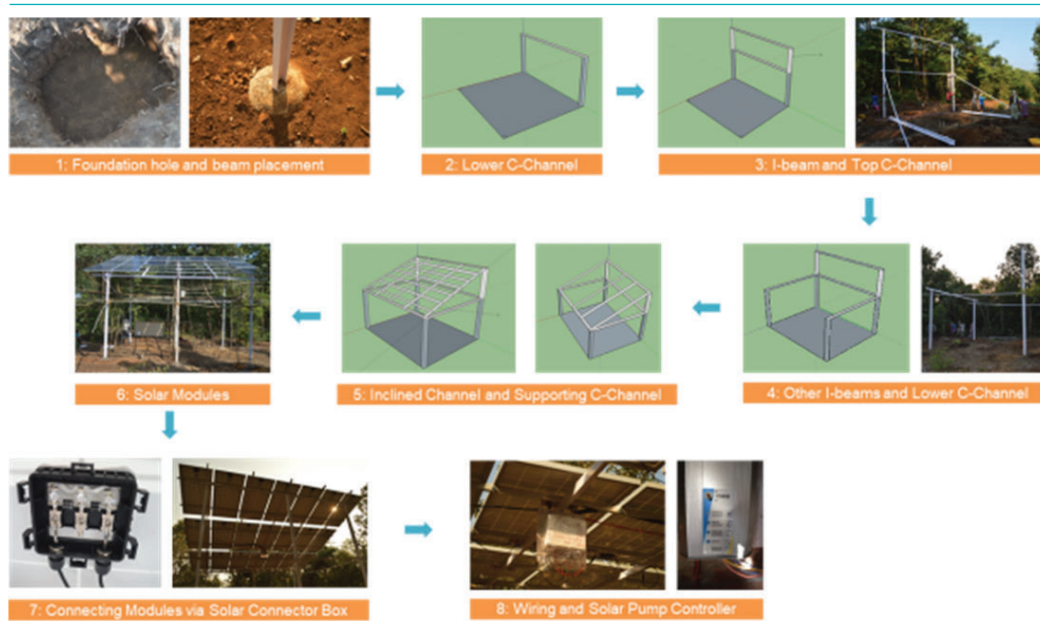 1: Foundation hole and beam placement
2: Lower C-Channel
3: I-beam and Top C-Channel
4: Other I-beams and Lower C-Channel
5: Inclined Channel and Supporting C-Channel
6: Solar Modules
7: Connecting Modules via Solar Connector Box
8: Wiring and Solar Pump Controller